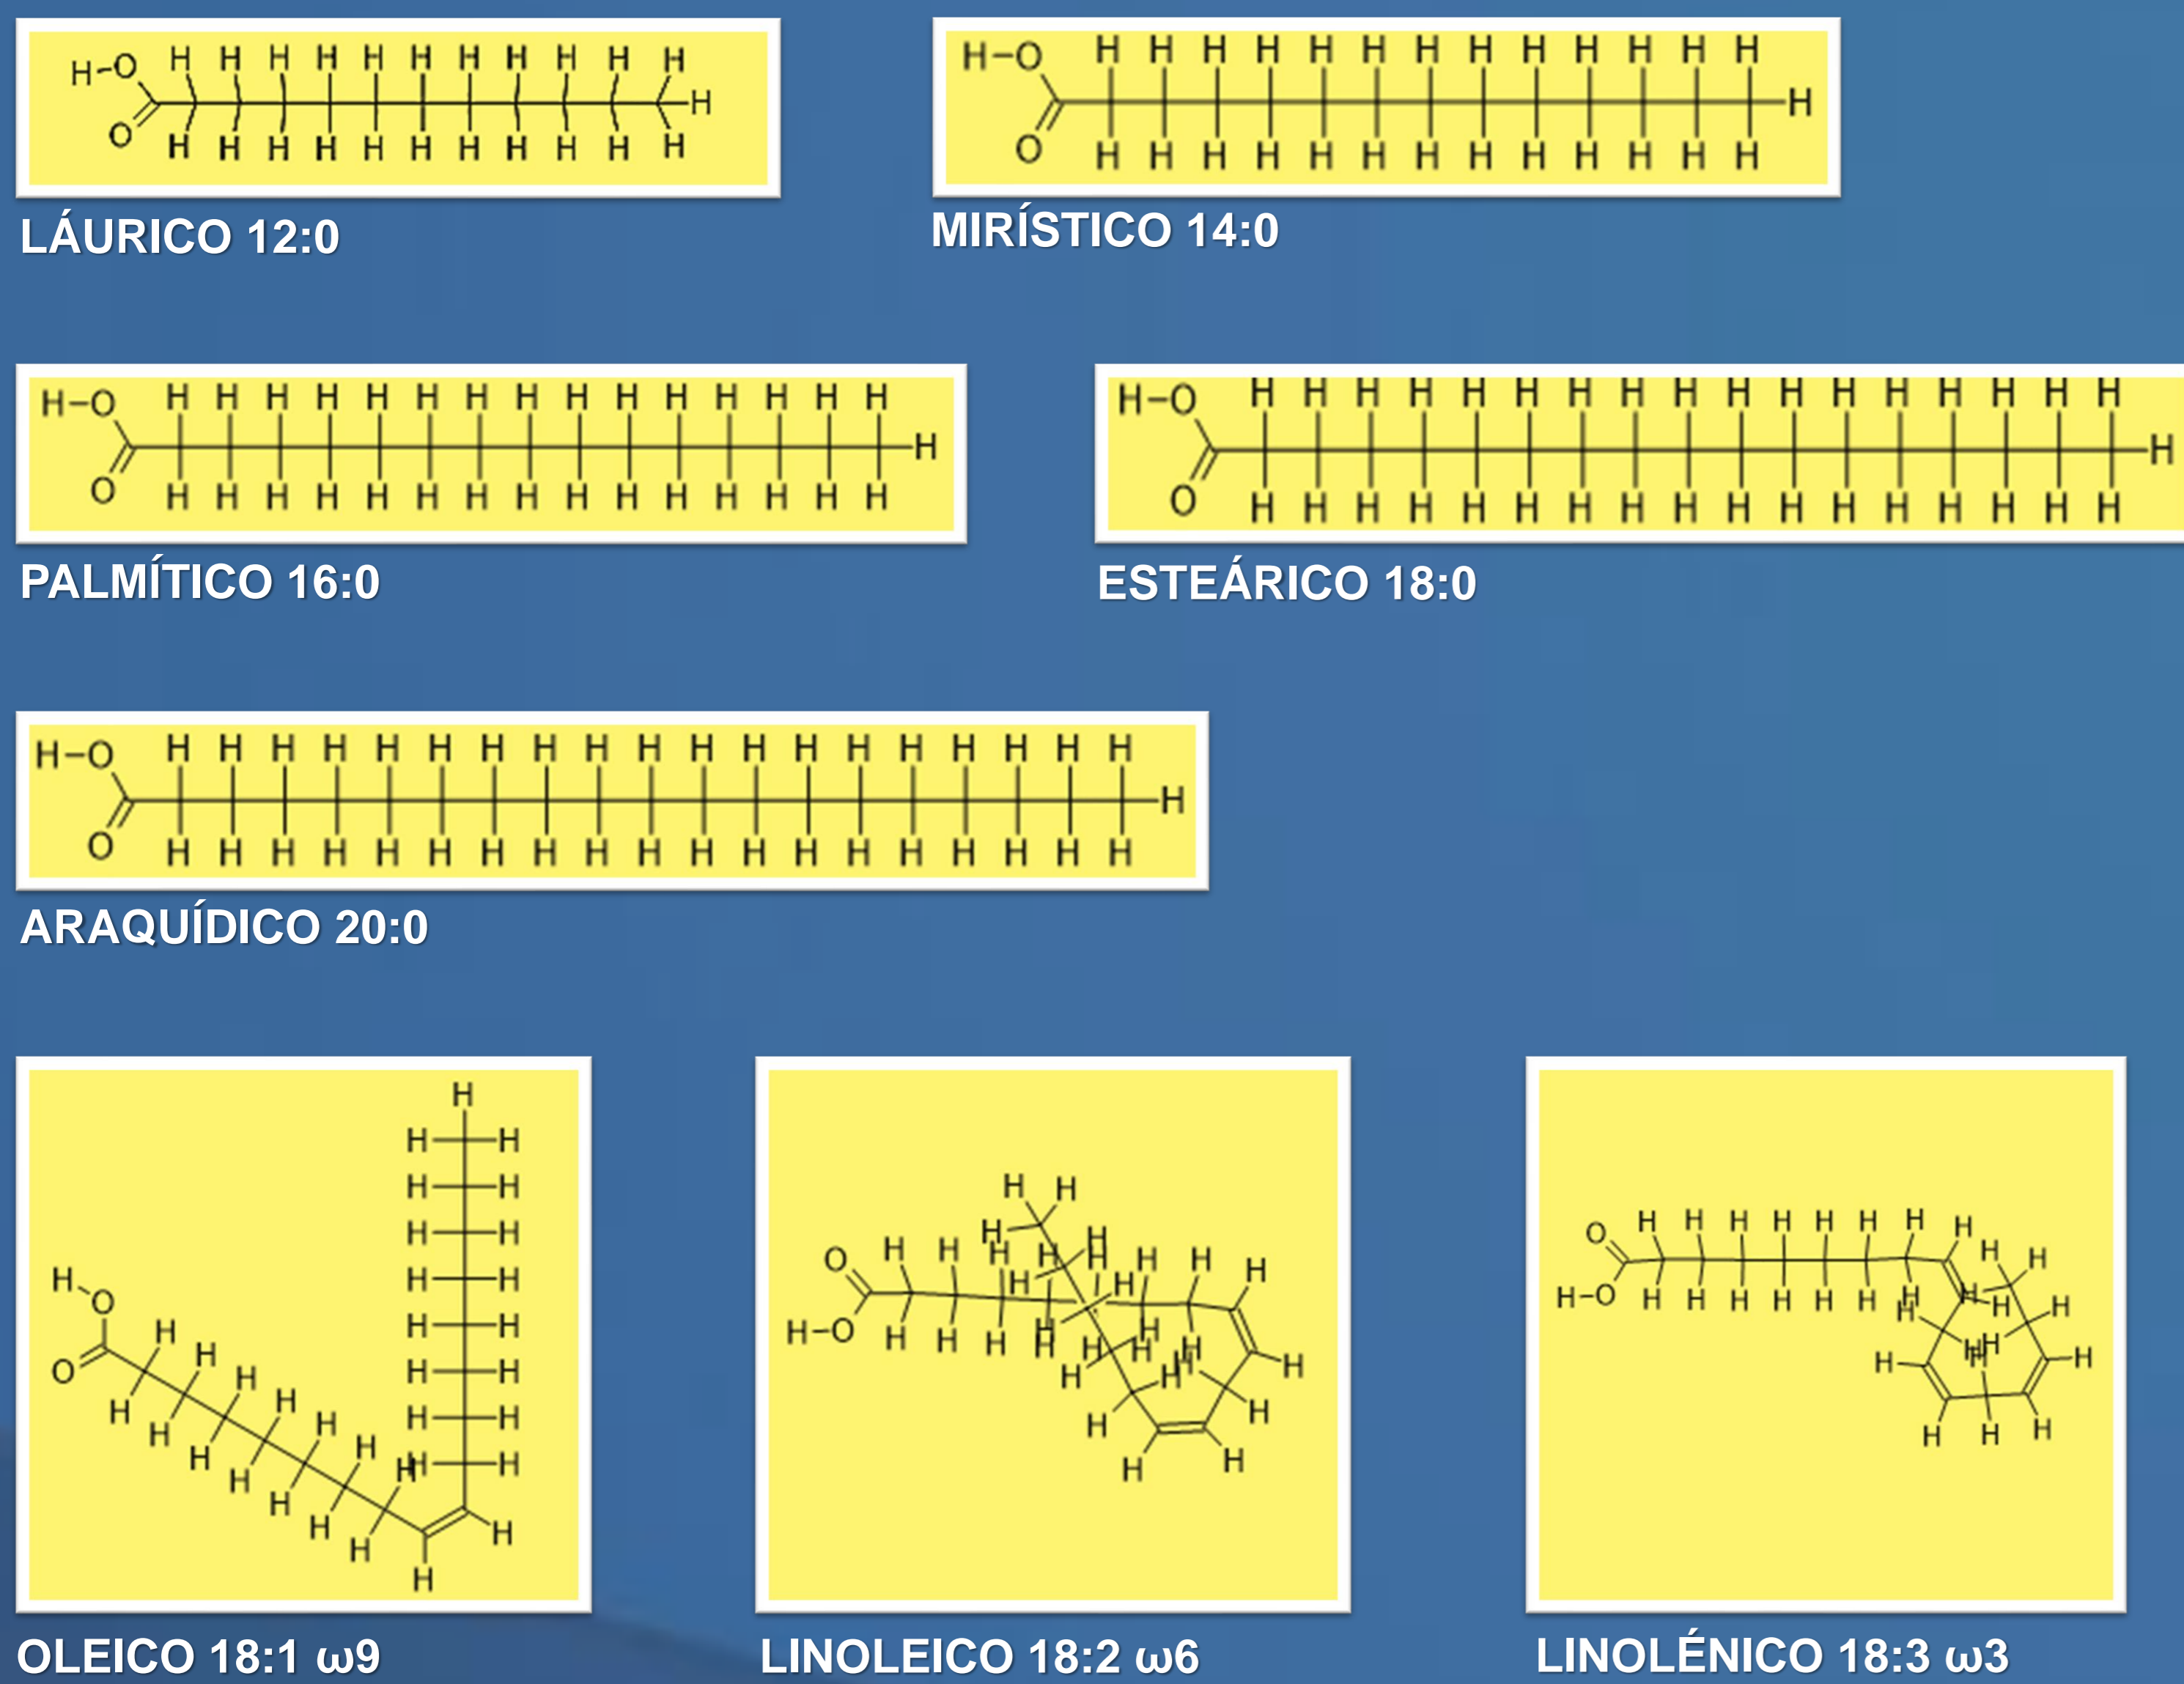 H-O H H H H H H H H H H H
H
O H H H H H H H H H H H
LÁURICO 12:0
H-O H H H H H H H H H H H H H
H
O H H H H H H H H H H H H H
MIRÍSTICO 14:0
H-O H H H H H H H H H H H H H H H
H
O H H H H H H H H H H H H H H H
PALMÍTICO 16:0
H-O H H H H H H H H H H H H H H H H H
H
O H H H H H H H H H H H H H H H H H
ESTEÁRICO 18:0
H-O H H H H H H H H H H H H H H H H H H H
H
O H H H H H H H H H H H H H H H H H H H
ARAQUÍDICO 20:0
OLEICO 18:1 ω9
LINOLEICO 18:2 ω6
LINOLÉNICO 18:3 ω3